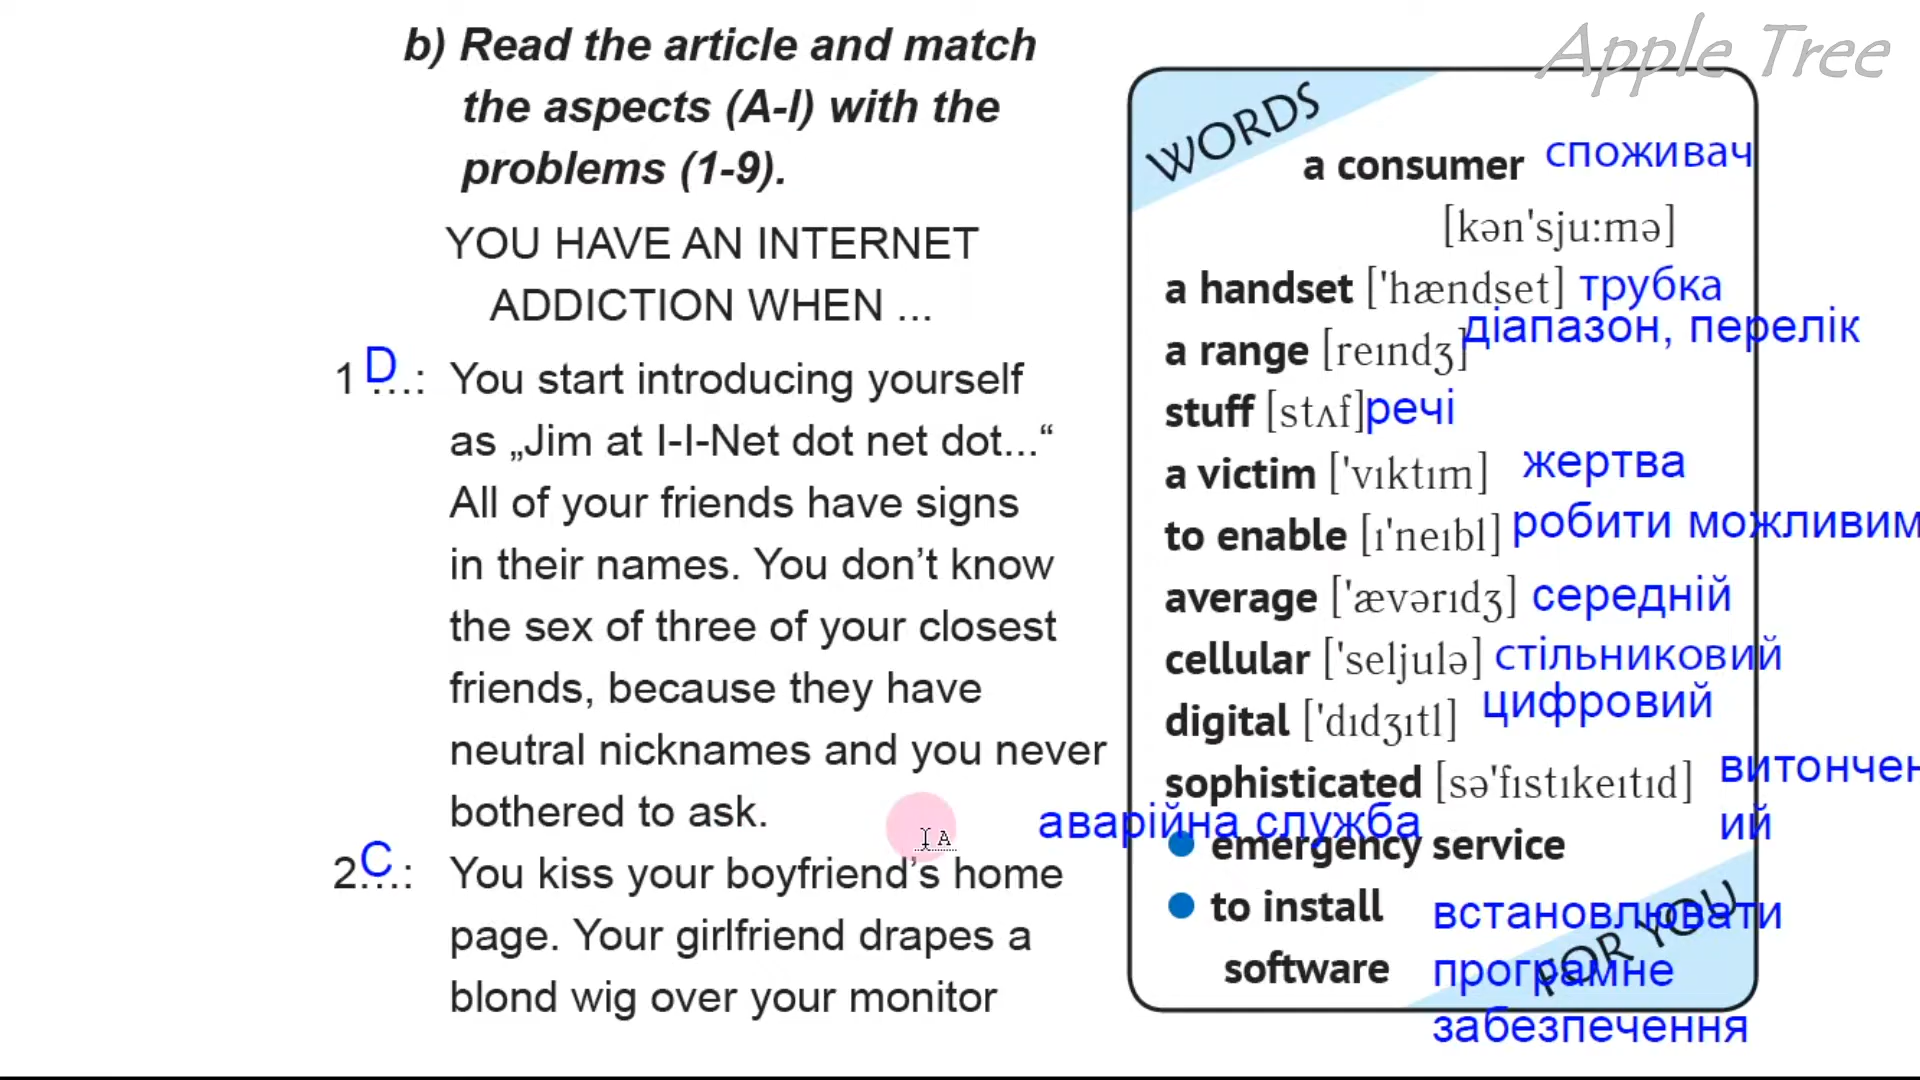 Apple Tree
b) Read the article and match
the aspects (A-I) with the
problems (1-9).
YOU HAVE AN INTERNET
ADDICTION WHEN ...
1 D...: You start introducing yourself
as „Jim at I-I-Net dot net dot...“
All of your friends have signs
in their names. You don’t know
the sex of three of your closest
friends, because they have
neutral nicknames and you never
bothered to ask.
2 C...: You kiss your boyfriend’s home
page. Your girlfriend drapes a
blond wig over your monitor
WORDS
a consumer споживач
[kən'sju:mə]
a handset ['hændset] трубка
a range [reɪndʒ] діапазон, перелік
stuff [stʌf] речі
a victim ['vɪktɪm] жертва
to enable [ɪ'neɪbl] робити можливим
average ['ævərɪdʒ] середній
cellular ['seljulə] стільниковий
digital ['dɪdʒɪtl] цифровий
sophisticated [sə'fɪstɪkeɪtɪd] витончен
ий
аварійна служба
● emergency service
● to install встановлювати
software програмне
забезпечення
FOR YOU
A